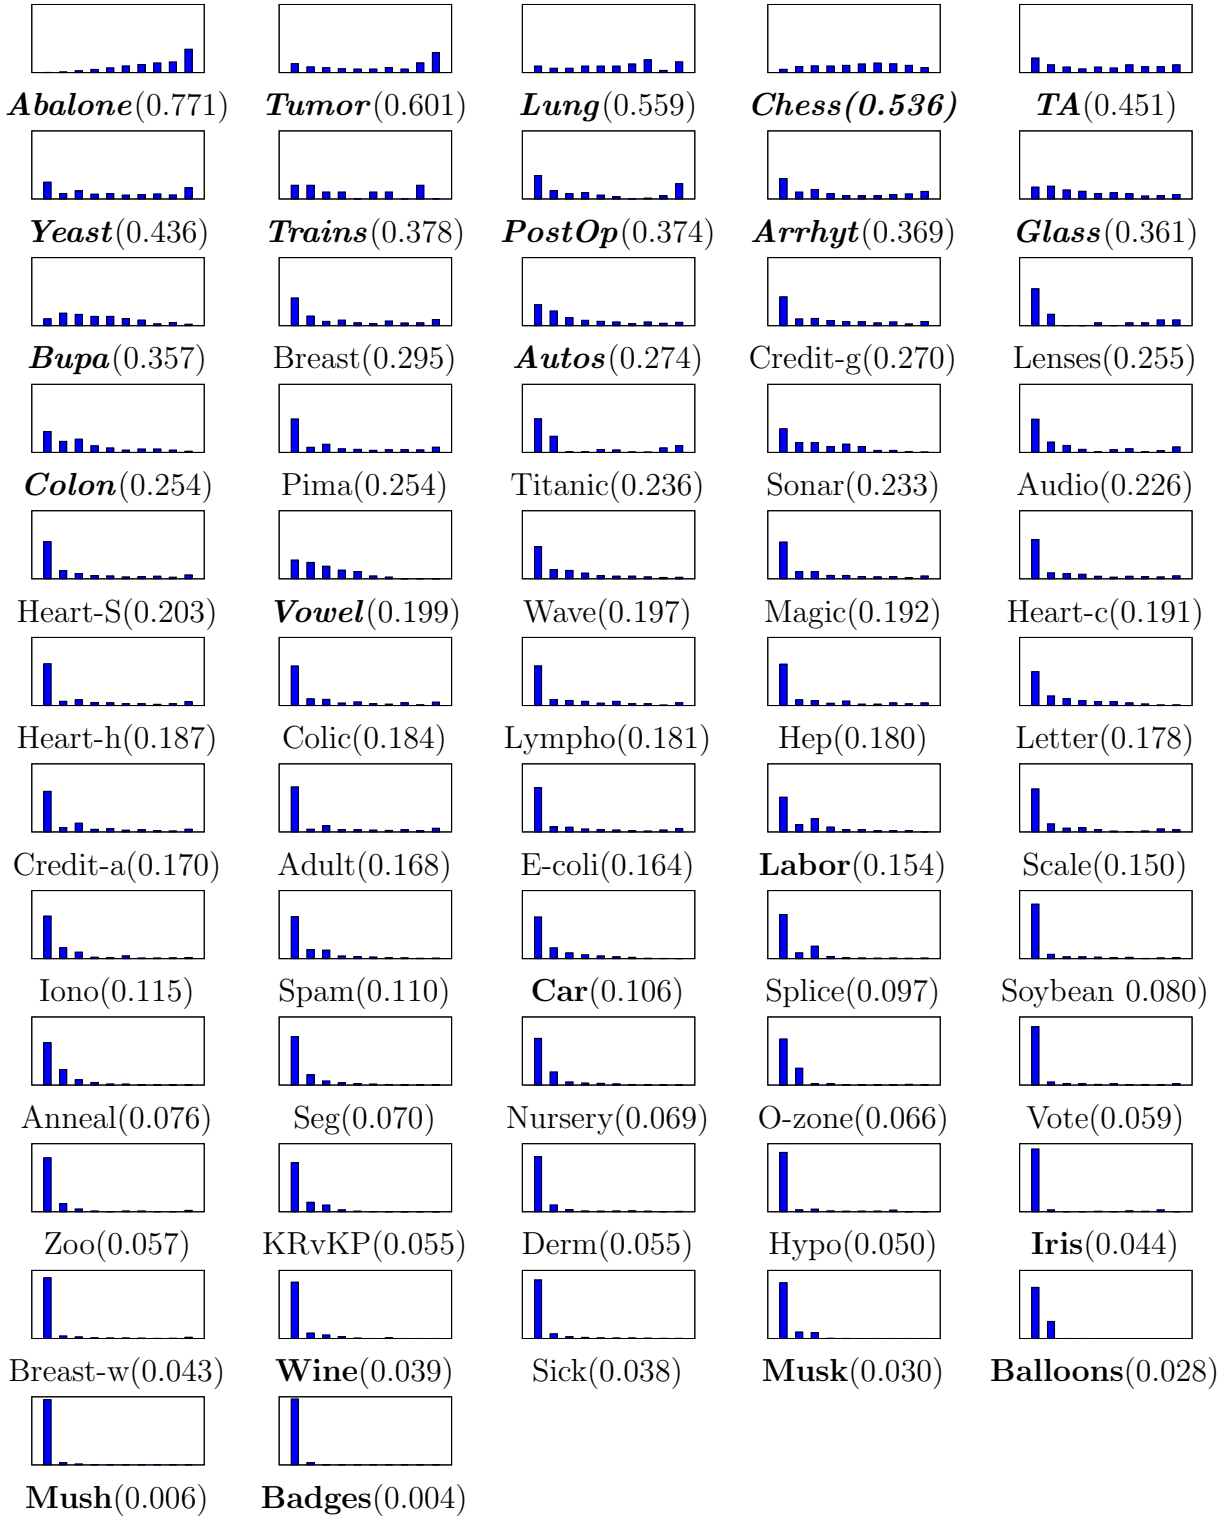 Abalone(0.771) Tumor(0.601) Lung(0.559) Chess(0.536) TA(0.451)
Yeast(0.436) Trains(0.378) PostOp(0.374) Arrhyt(0.369) Glass(0.361)
Bupa(0.357) Breast(0.295) Autos(0.274) Credit-g(0.270) Lenses(0.255)
Colon(0.254) Pima(0.254) Titanic(0.236) Sonar(0.233) Audio(0.226)
Heart-S(0.203) Vowel(0.199) Wave(0.197) Magic(0.192) Heart-c(0.191)
Heart-h(0.187) Colic(0.184) Lympho(0.181) Hep(0.180) Letter(0.178)
Credit-a(0.170) Adult(0.168) E-coli(0.164) Labor(0.154) Scale(0.150)
Iono(0.115) Spam(0.110) Car(0.106) Splice(0.097) Soybean 0.080)
Anneal(0.076) Seg(0.070) Nursery(0.069) O-zone(0.066) Vote(0.059)
Zoo(0.057) KRvKP(0.055) Derm(0.055) Hypo(0.050) Iris(0.044)
Breast-w(0.043) Wine(0.039) Sick(0.038) Musk(0.030) Balloons(0.028)
Mush(0.006) Badges(0.004)